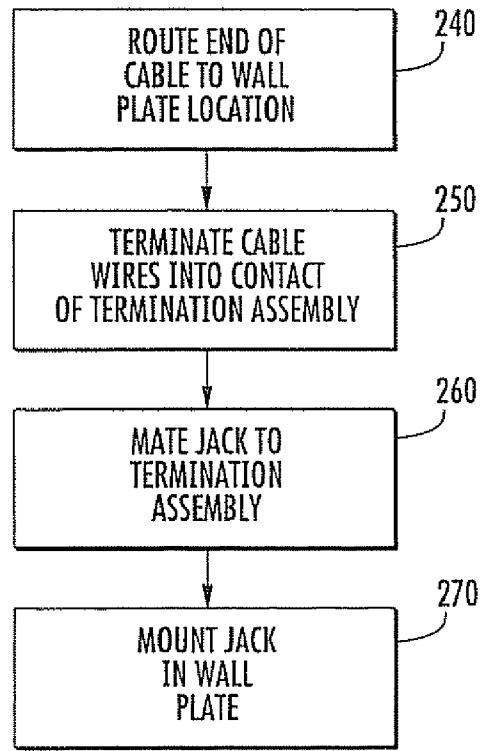 240
ROUTE END OF
CABLE TO WALL
PLATE LOCATION
250
TERMINATE CABLE
WIRES INTO CONTACT
OF TERMINATION ASSEMBLY
260
MATE JACK TO
TERMINATION
ASSEMBLY
270
MOUNT JACK
IN WALL
PLATE